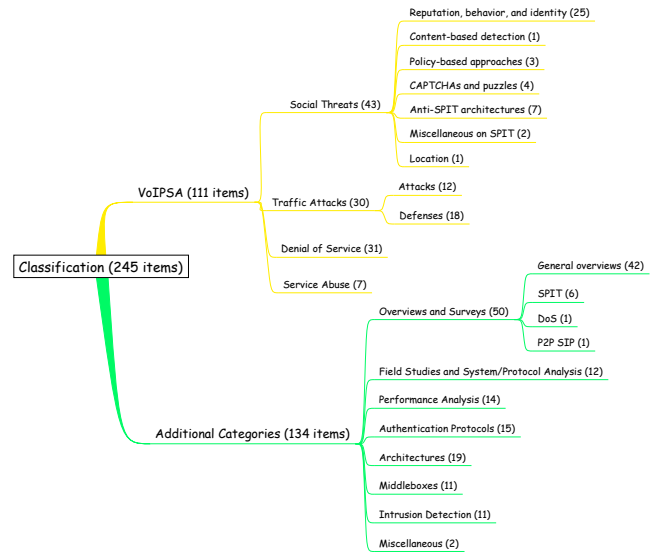 Classification (245 items)
VoIPSA (111 items)
Social Threats (43)
Reputation, behavior, and identity (25)
Content-based detection (1)
Policy-based approaches (3)
CAPTCHAs and puzzles (4)
Anti-SPIT architectures (7)
Miscellaneous on SPIT (2)
Location (1)
Traffic Attacks (30)
Attacks (12)
Defenses (18)
Denial of Service (31)
Service Abuse (7)
Additional Categories (134 items)
Overviews and Surveys (50)
General overviews (42)
SPIT (6)
DoS (1)
P2P SIP (1)
Field Studies and System/Protocol Analysis (12)
Performance Analysis (14)
Authentication Protocols (15)
Architectures (19)
Middleboxes (11)
Intrusion Detection (11)
Miscellaneous (2)